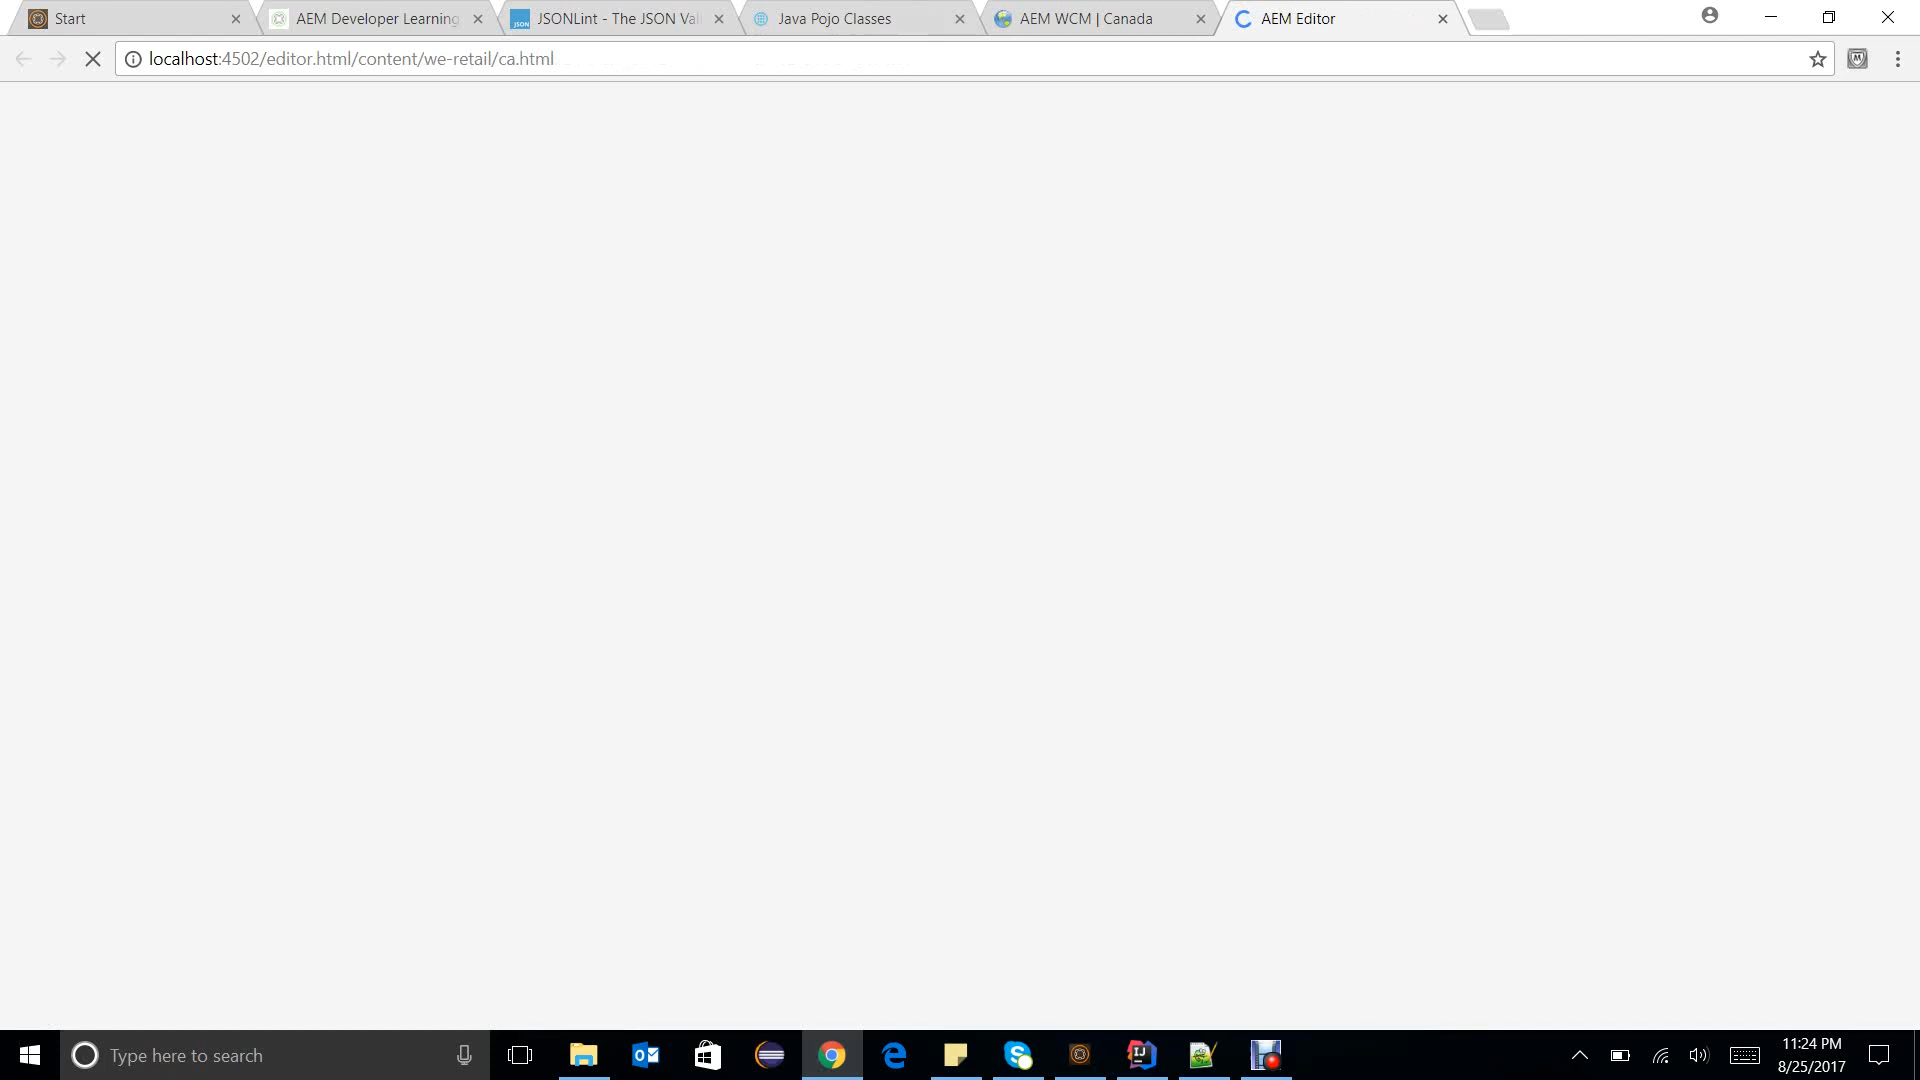 Start
AEM Developer Learning
JSONLint - The JSON Val
Java Pojo Classes
AEM WCM | Canada
AEM Editor
localhost:4502/editor.html/content/we-retail/ca.html
Type here to search
11:24 PM
8/25/2017